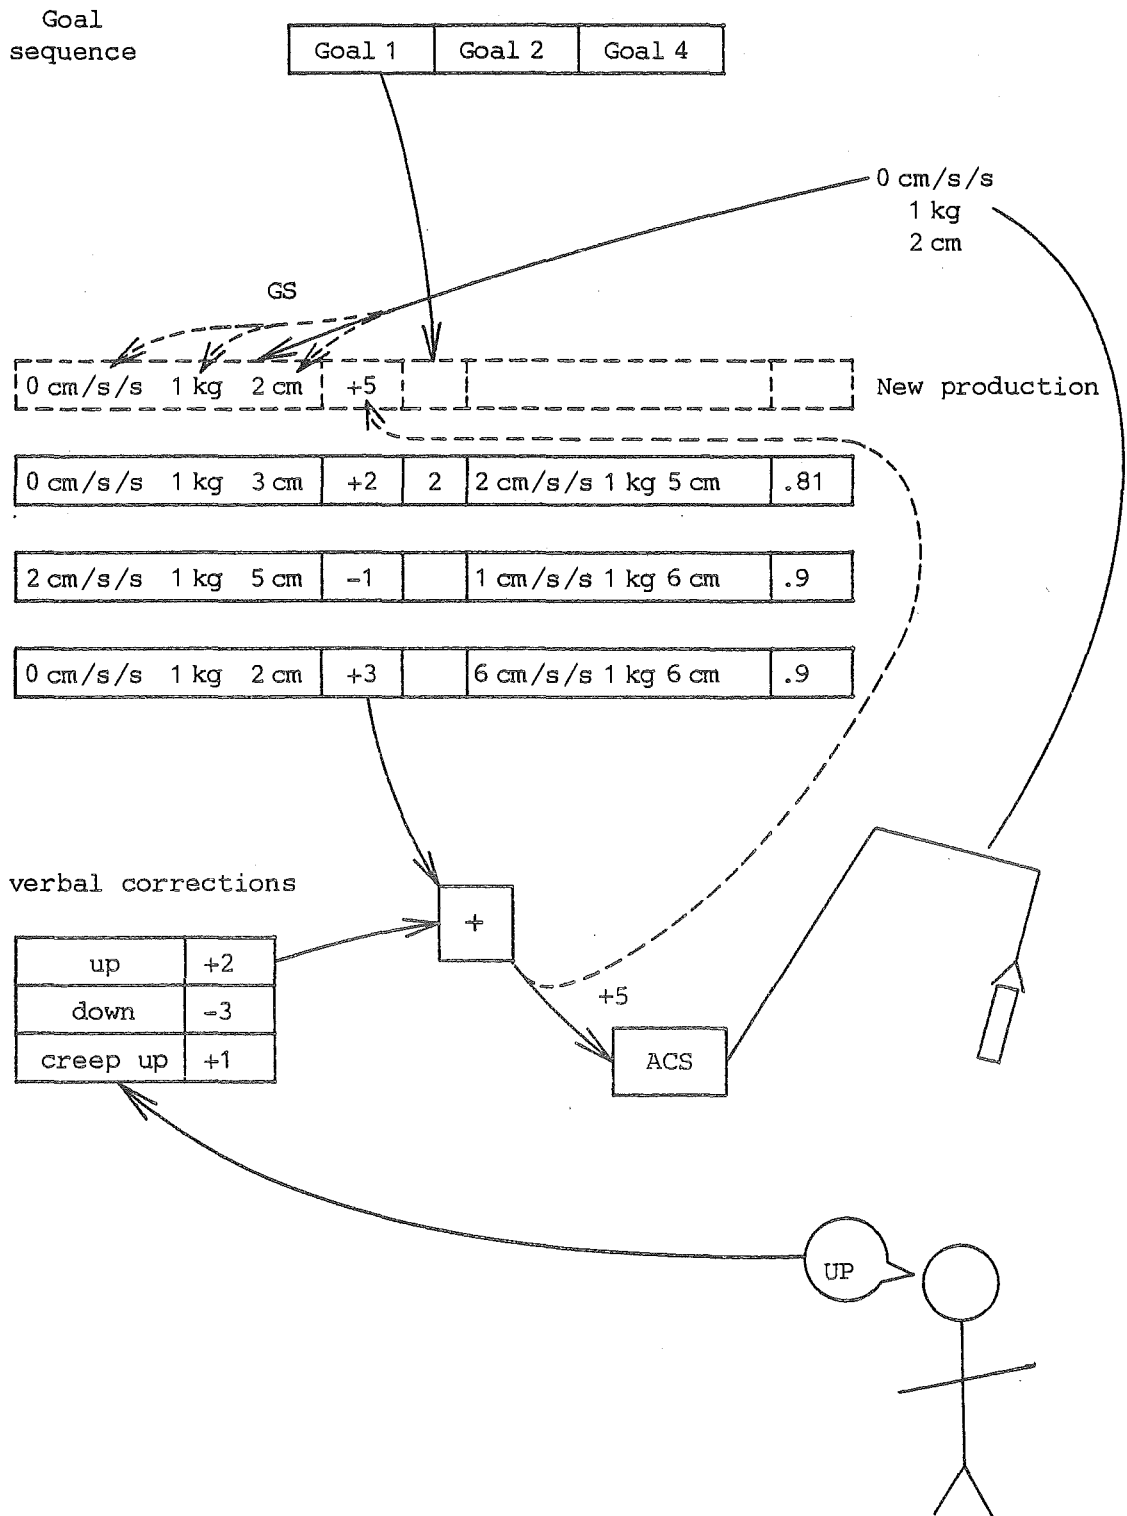 Goal
sequence
Goal 1 Goal 2 Goal 4
0 cm/s/s
1 kg
2 cm
GS
0 cm/s/s 1 kg 2 cm +5
New production
0 cm/s/s 1 kg 3 cm +2 2 2 cm/s/s 1 kg 5 cm .81
2 cm/s/s 1 kg 5 cm -1 1 cm/s/s 1 kg 6 cm .9
0 cm/s/s 1 kg 2 cm +3 6 cm/s/s 1 kg 6 cm .9
verbal corrections
+
up +2
down -3
creep up +1
+5
ACS
UP